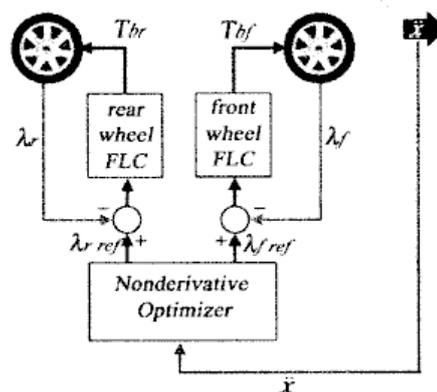 Tbr Tbf ẍ
rear wheel FLC
front wheel FLC
λr λf
− −
+ +
λr ref λf ref
Nonderivative
Optimizer
ẍ